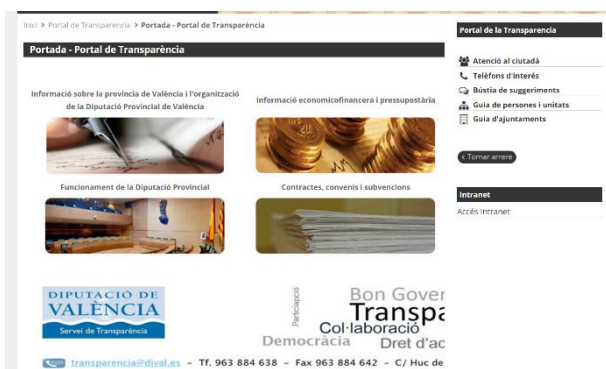 Inici > Portal de Transparencia > Portada - Portal de Transparència
Portada - Portal de Transparència
Informació sobre la província de València i l'organització
de la Diputació Provincial de València
Informació economicofinancera i pressupostària
Funcionament de la Diputació Provincial
Contractes, convenis i subvencions
DIPUTACIÓ DE
VALÈNCIA
Servei de Transparència
Participació
Bon Gover
Transpa
Col·laboració
Democràcia
Dret d'ac
transparencia@dival.es – Tf. 963 884 638 – Fax 963 884 642 – C/ Huc de
Portal de la Transparencia
Atenció al ciutadà
Telèfons d'interés
Bústia de suggeriments
Guia de persones i unitats
Guia d'ajuntaments
< Tornar arrere
Intranet
Accés Intranet